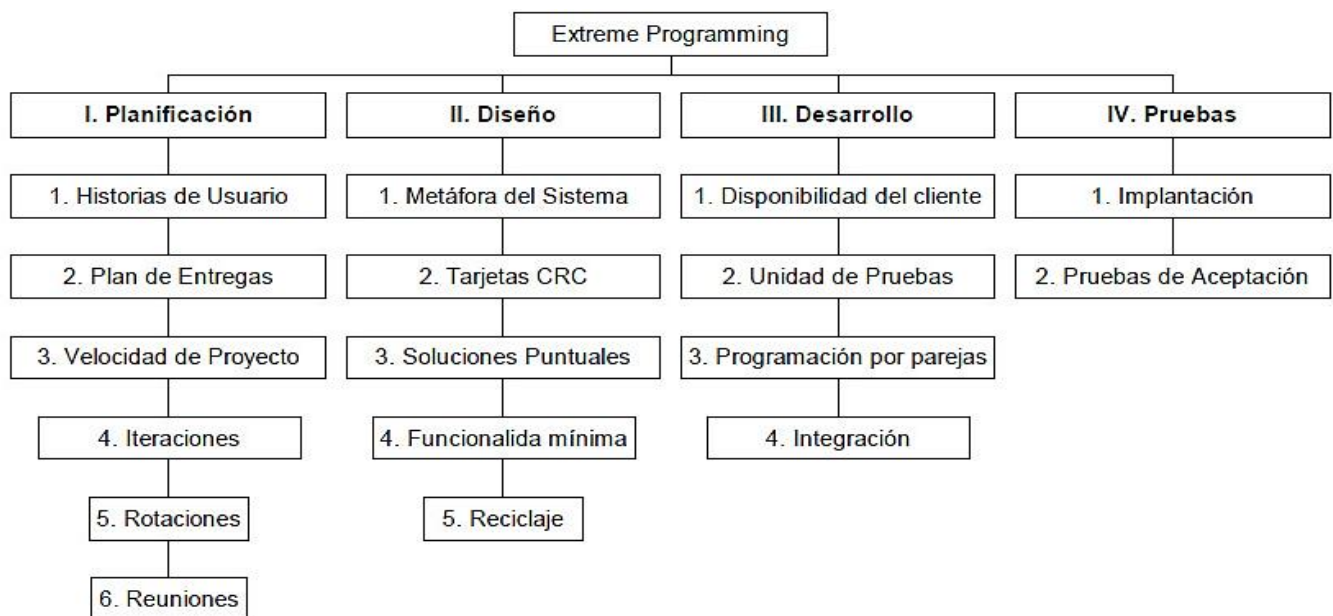 Extreme Programming
I. Planificación
II. Diseño
III. Desarrollo
IV. Pruebas
1. Historias de Usuario
1. Metáfora del Sistema
1. Disponibilidad del cliente
1. Implantación
2. Plan de Entregas
2. Tarjetas CRC
2. Unidad de Pruebas
2. Pruebas de Aceptación
3. Velocidad de Proyecto
3. Soluciones Puntuales
3. Programación por parejas
4. Iteraciones
4. Funcionalida mínima
4. Integración
5. Rotaciones
5. Reciclaje
6. Reuniones